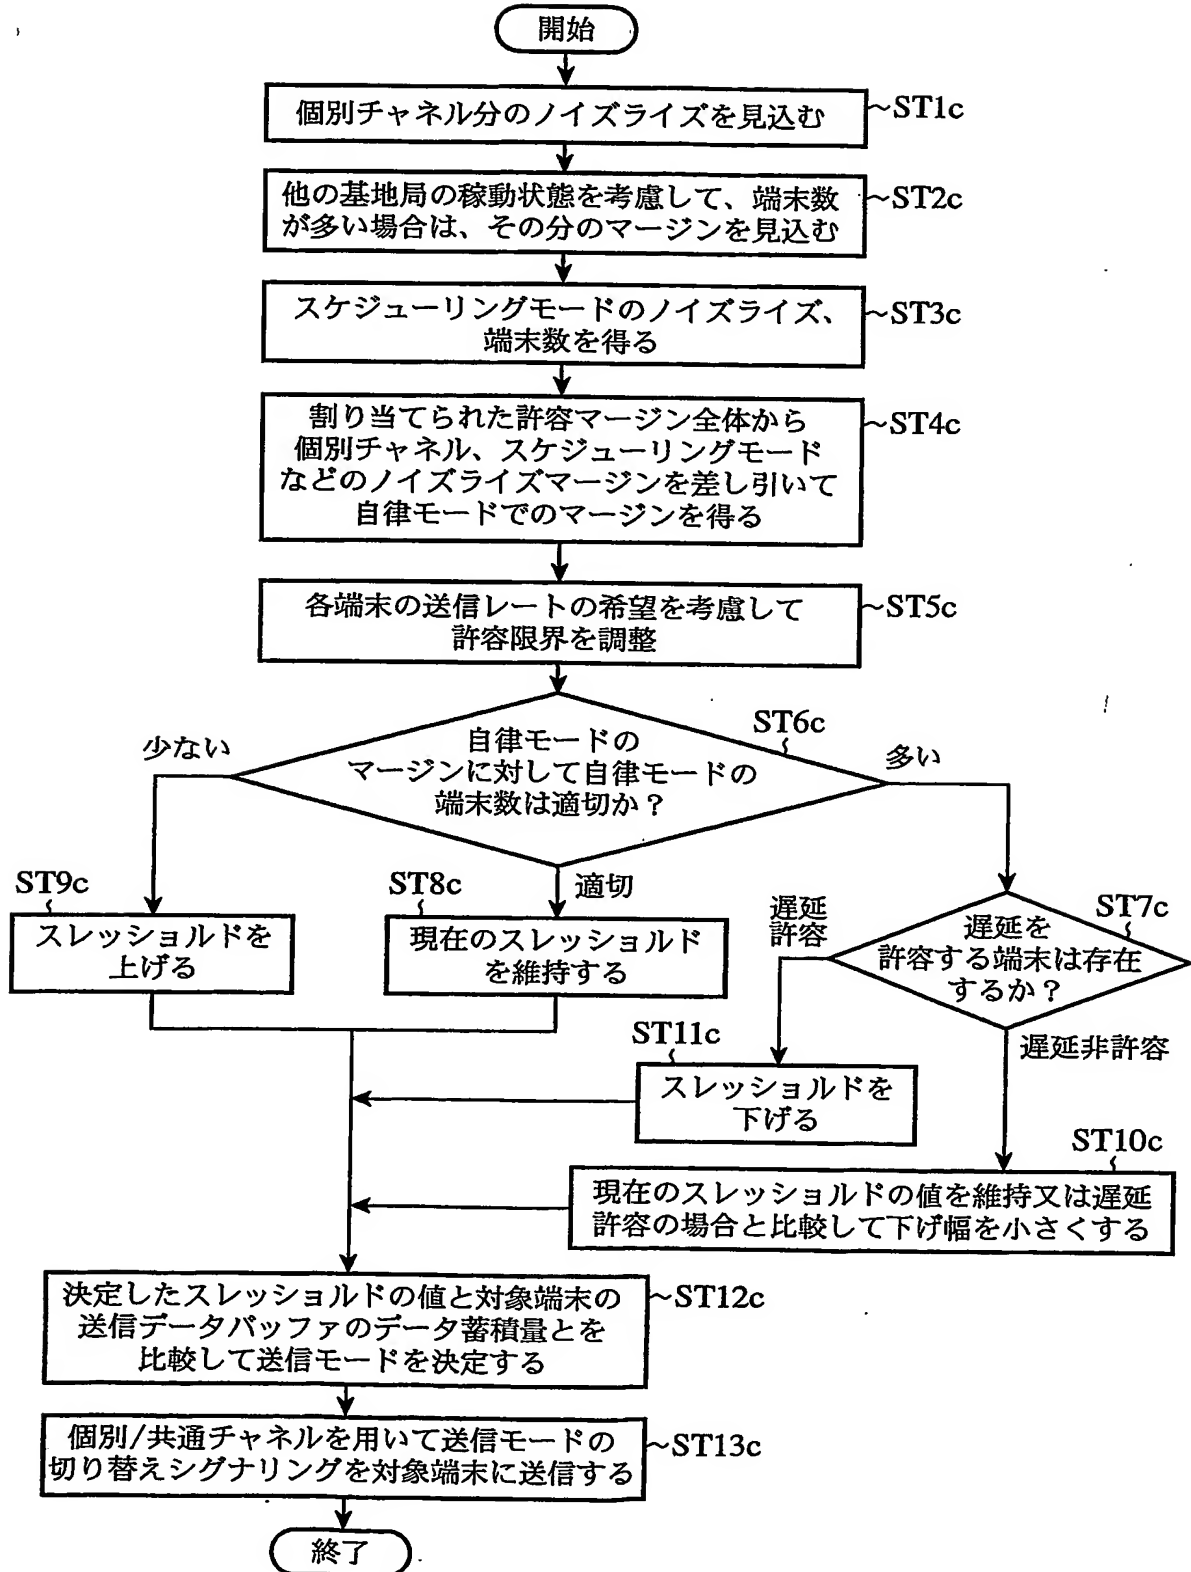 開始
個別チャネル分のノイズライズを見込む
~ST1c
他の基地局の稼動状態を考慮して、端末数
が多い場合は、その分のマージンを見込む
~ST2c
スケジューリングモードのノイズライズ、
端末数を得る
~ST3c
割り当てられた許容マージン全体から
個別チャネル、スケジューリングモード
などのノイズライズマージンを差し引いて
自律モードでのマージンを得る
~ST4c
各端末の送信レートの希望を考慮して
許容限界を調整
~ST5c
ST6c
少ない
自律モードの
マージンに対して自律モードの
端末数は適切か?
多い
ST9c
スレッショルドを
上げる
ST8c
適切
現在のスレッショルド
を維持する
遅延
許容
ST7c
遅延を
許容する端末は存在
するか?
遅延非許容
ST11c
スレッショルドを
下げる
ST10c
現在のスレッショルドの値を維持又は遅延
許容の場合と比較して下げ幅を小さくする
決定したスレッショルドの値と対象端末の
送信データバッファのデータ蓄積量とを
比較して送信モードを決定する
~ST12c
個別/共通チャネルを用いて送信モードの
切り替えシグナリングを対象端末に送信する
~ST13c
終了